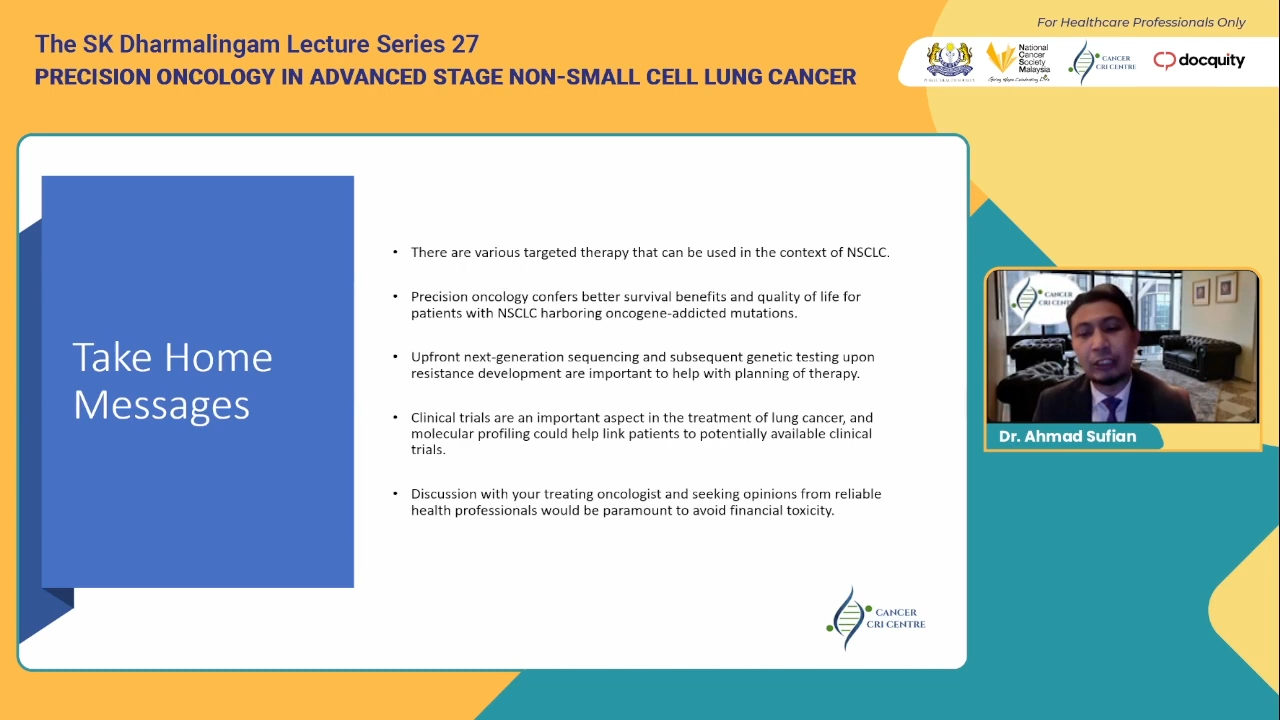 For Healthcare Professionals Only
The SK Dharmalingam Lecture Series 27
PRECISION ONCOLOGY IN ADVANCED STAGE NON-SMALL CELL LUNG CANCER
National
Cancer
Society
Malaysia
CANCER
CRI CENTRE
docquity
Take Home
Messages
• There are various targeted therapy that can be used in the context of NSCLC.
• Precision oncology confers better survival benefits and quality of life for
patients with NSCLC harboring oncogene-addicted mutations.
• Upfront next-generation sequencing and subsequent genetic testing upon
resistance development are important to help with planning of therapy.
• Clinical trials are an important aspect in the treatment of lung cancer, and
molecular profiling could help link patients to potentially available clinical
trials.
• Discussion with your treating oncologist and seeking opinions from reliable
health professionals would be paramount to avoid financial toxicity.
CANCER
CRI CENTRE
CANCER
CRI CEN
Dr. Ahmad Sufian